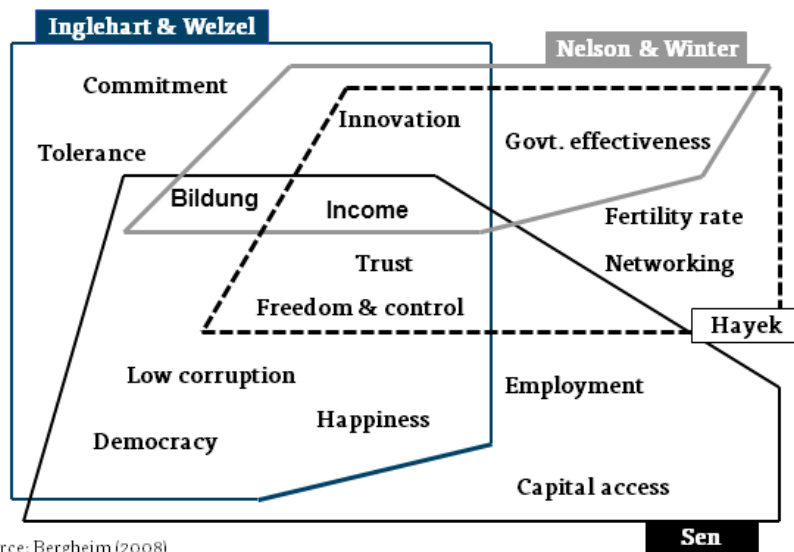 Inglehart & Welzel
Nelson & Winter
Commitment
Innovation
Govt. effectiveness
Tolerance
Bildung
Income
Fertility rate
Trust
Networking
Freedom & control
Hayek
Low corruption
Employment
Happiness
Democracy
Capital access
Sen
rce: Bergheim (2008)